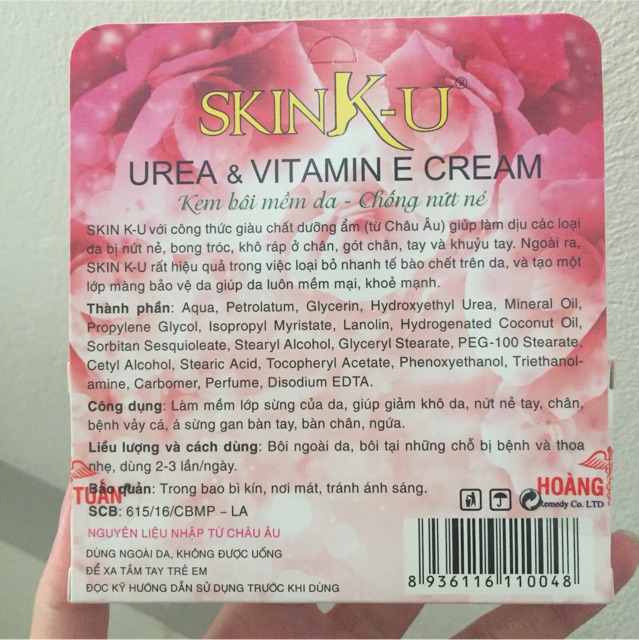 SKINK-U®
UREA & VITAMIN E CREAM
Kem bôi mềm da - Chống nứt nẻ
SKIN K-U với công thức giàu chất dưỡng ẩm (từ Châu Âu) giúp làm dịu các loại
da bị nứt nẻ, bong tróc, khô ráp ở chân, gót chân, tay và khuỷu tay. Ngoài ra,
SKIN K-U rất hiệu quả trong việc loại bỏ nhanh tế bào chết trên da, và tạo một
lớp màng bảo vệ da giúp da luôn mềm mại, khoẻ mạnh.
Thành phần: Aqua, Petrolatum, Glycerin, Hydroxyethyl Urea, Mineral Oil,
Propylene Glycol, Isopropyl Myristate, Lanolin, Hydrogenated Coconut Oil,
Sorbitan Sesquioleate, Stearyl Alcohol, Glyceryl Stearate, PEG-100 Stearate,
Cetyl Alcohol, Stearic Acid, Tocopheryl Acetate, Phenoxyethanol, Triethanol-
amine, Carbomer, Perfume, Disodium EDTA.
Công dụng: Làm mềm lớp sừng của da, giúp giảm khô da, nứt nẻ tay, chân,
bệnh vảy cá, á sừng gan bàn tay, bàn chân, ngứa.
Liều lượng và cách dùng: Bôi ngoài da, bôi tại những chỗ bị bệnh và thoa
nhẹ, dùng 2-3 lần/ngày.
Bảo quản: Trong bao bì kín, nơi mát, tránh ánh sáng.
TUẤN
HOÀNG
Remedy Co. LTD
SCB: 615/16/CBMP – LA
NGUYÊN LIỆU NHẬP TỪ CHÂU ÂU
DÙNG NGOÀI DA, KHÔNG ĐƯỢC UỐNG
ĐỂ XA TẦM TAY TRẺ EM
ĐỌC KỸ HƯỚNG DẪN SỬ DỤNG TRƯỚC KHI DÙNG
8 936116 110048